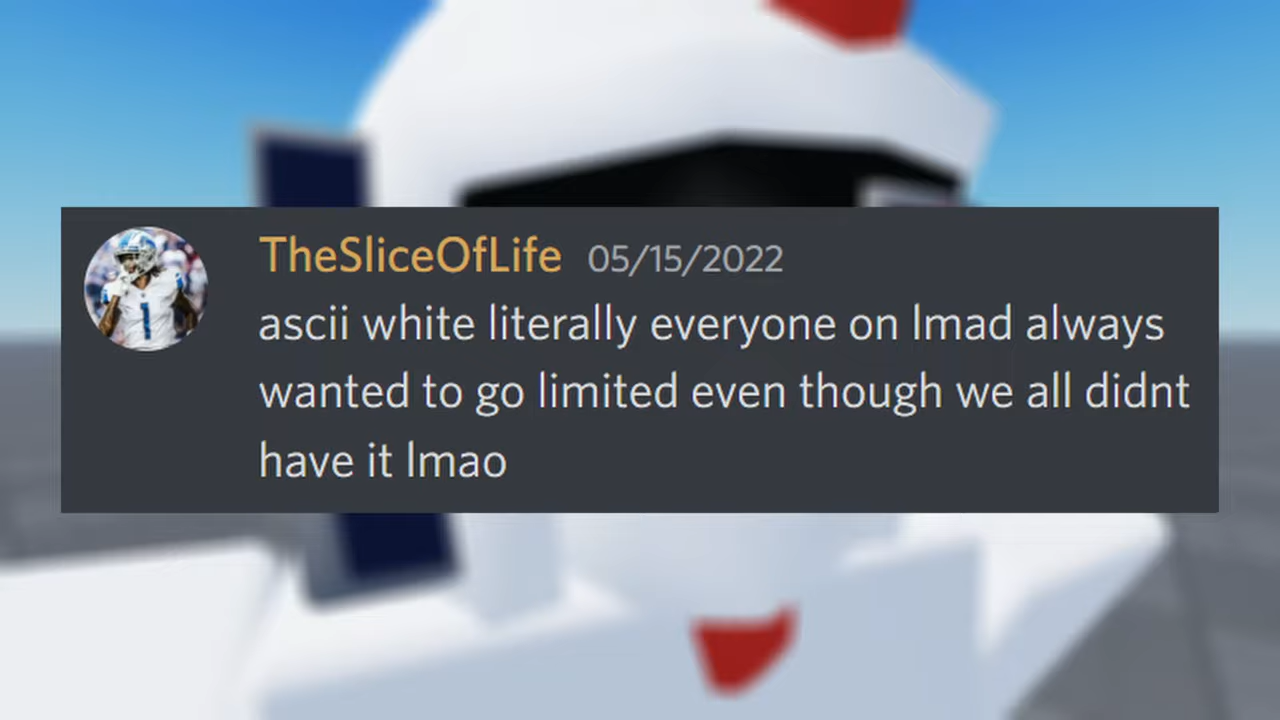 TheSliceOfLife 05/15/2022
ascii white literally everyone on lmad always
wanted to go limited even though we all didnt
have it lmao
1